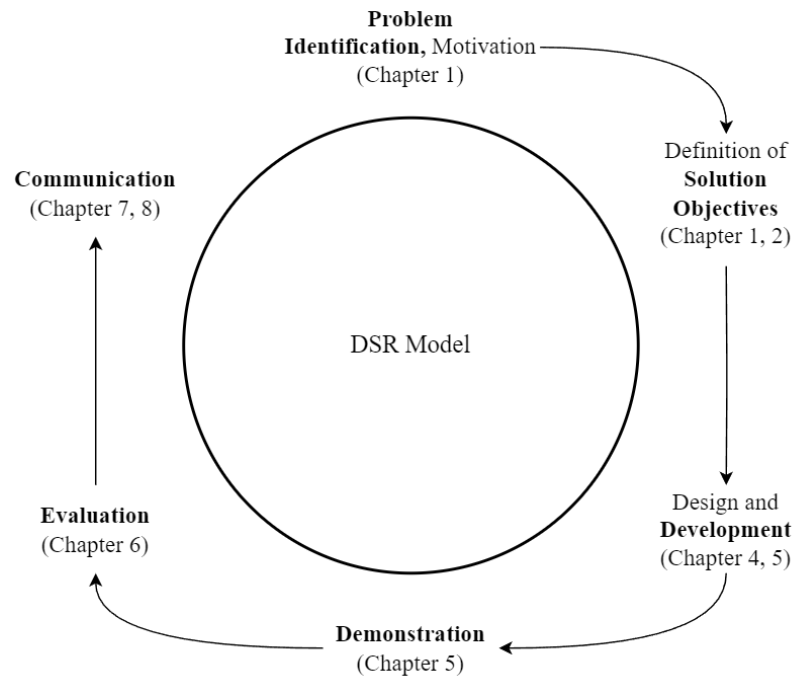 Problem
Identification, Motivation
(Chapter 1)
Definition of
Solution
Objectives
(Chapter 1, 2)
Design and
Development
(Chapter 4, 5)
Demonstration
(Chapter 5)
Evaluation
(Chapter 6)
Communication
(Chapter 7, 8)
DSR Model